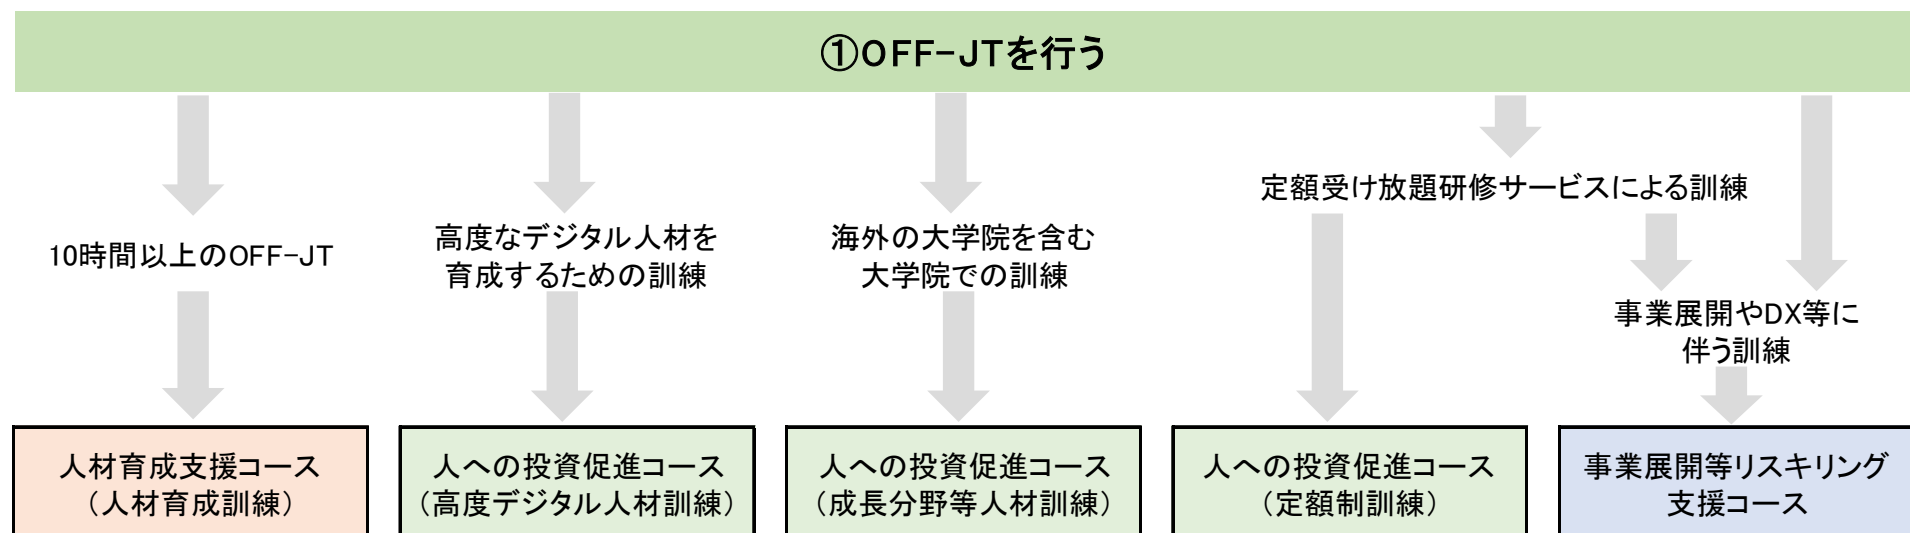 ①OFF-JTを行う
定額受け放題研修サービスによる訓練
10時間以上のOFF-JT
高度なデジタル人材を
育成するための訓練
海外の大学院を含む
大学院での訓練
事業展開やDX等に
伴う訓練
人材育成支援コース
（人材育成訓練）
人への投資促進コース
（高度デジタル人材訓練）
人への投資促進コース
（成長分野等人材訓練）
人への投資促進コース
（定額制訓練）
事業展開等リスキリング
支援コース